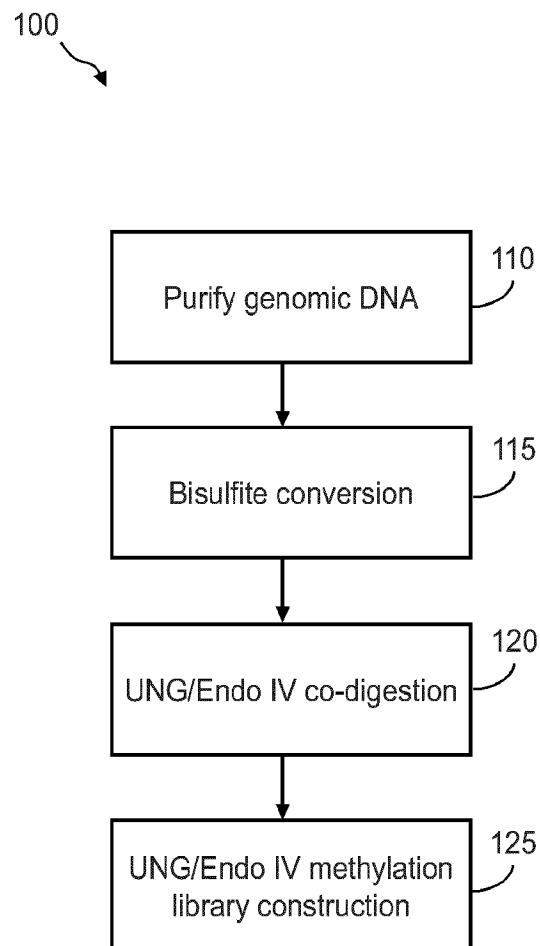 100
Purify genomic DNA
110
Bisulfite conversion
115
UNG/Endo IV co-digestion
120
UNG/Endo IV methylation
library construction
125